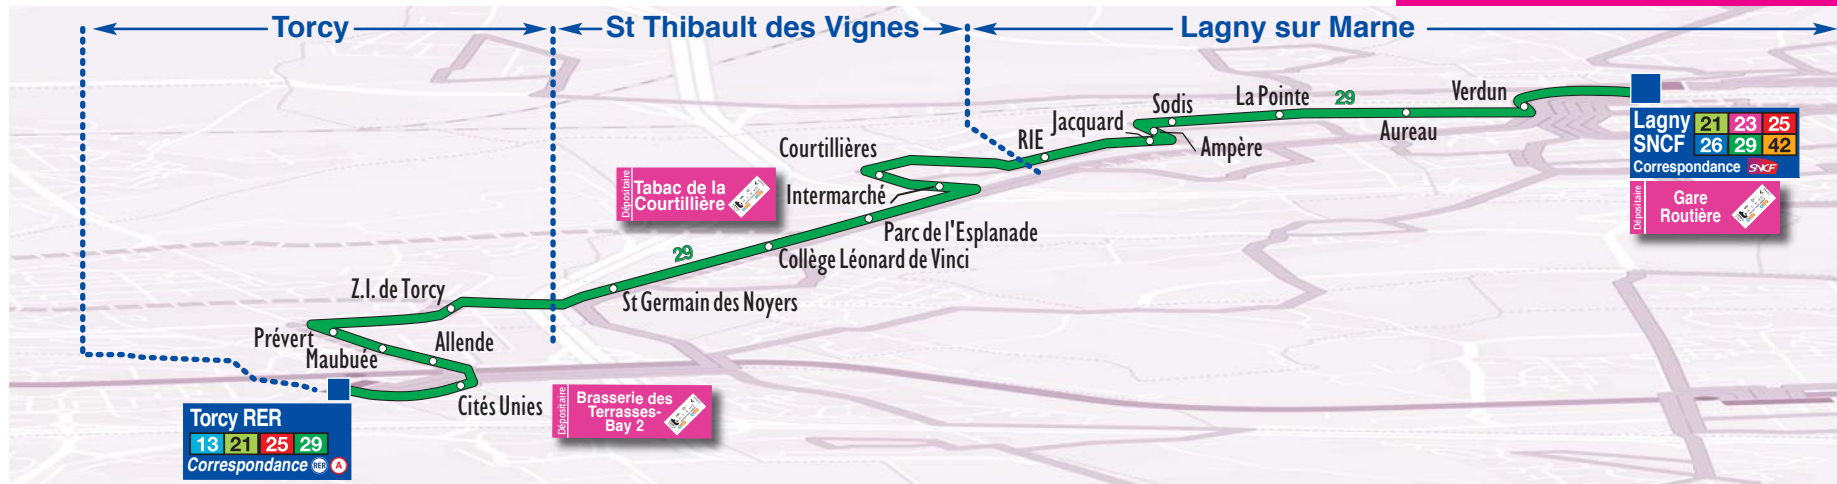 Torcy
St Thibault des Vignes
Lagny sur Marne
Verdun
La Pointe
29
Sodis
Aureau
Jacquard
Ampère
RIE
Courtillières
Intermarché
Parc de l'Esplanade
Collège Léonard de Vinci
29
St Germain des Noyers
Z.I. de Torcy
Prévert
Maubuée
Allende
Cités Unies
Lagny 21 23 25
SNCF 26 29 42
Correspondance SNCF
Dépositaire
Gare
Routière
Dépositaire
Tabac de la
Courtillière
Dépositaire
Brasserie des
Terrasses-
Bay 2
Torcy RER
13 21 25 29
Correspondance RER A